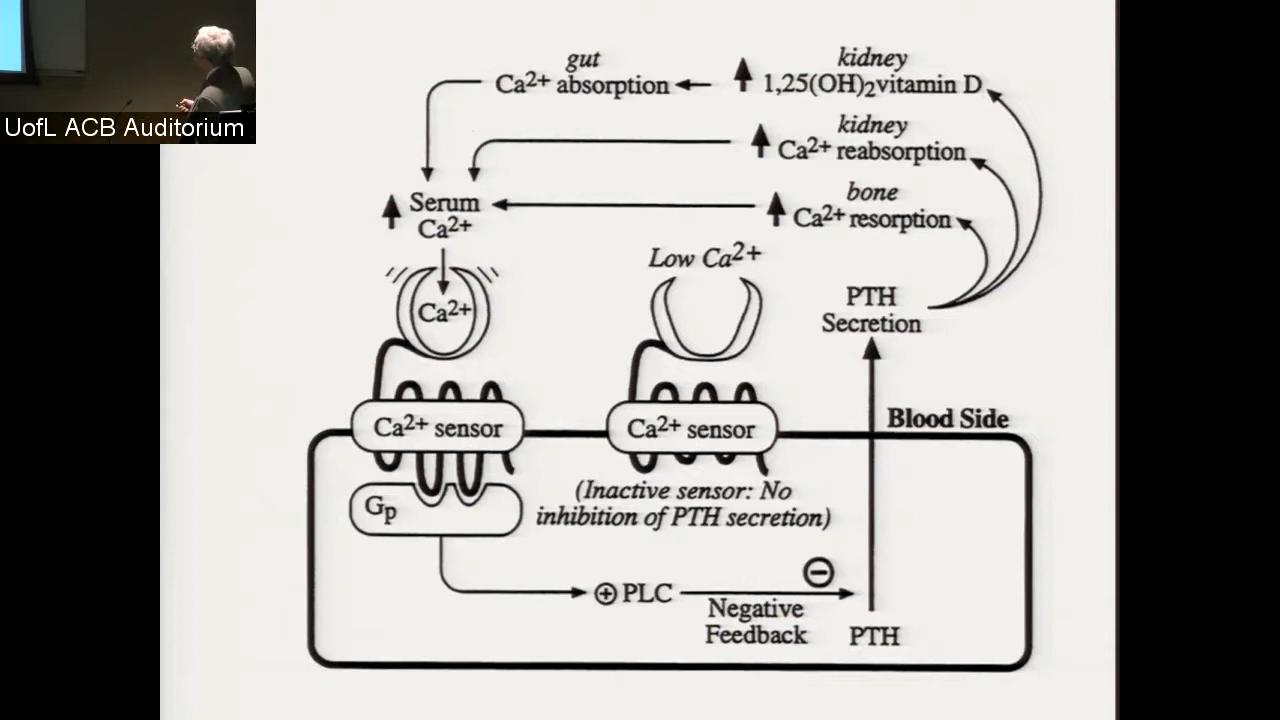 UofL ACB Auditorium
gut
Ca2+ absorption
kidney
1,25(OH)2vitamin D
kidney
Ca2+ reabsorption
bone
Ca2+ resorption
Serum
Ca2+
Low Ca2+
Ca2+
PTH
Secretion
Blood Side
Ca2+ sensor
Ca2+ sensor
Gp
(Inactive sensor: No
inhibition of PTH secretion)
+ PLC
−
Negative
Feedback
PTH